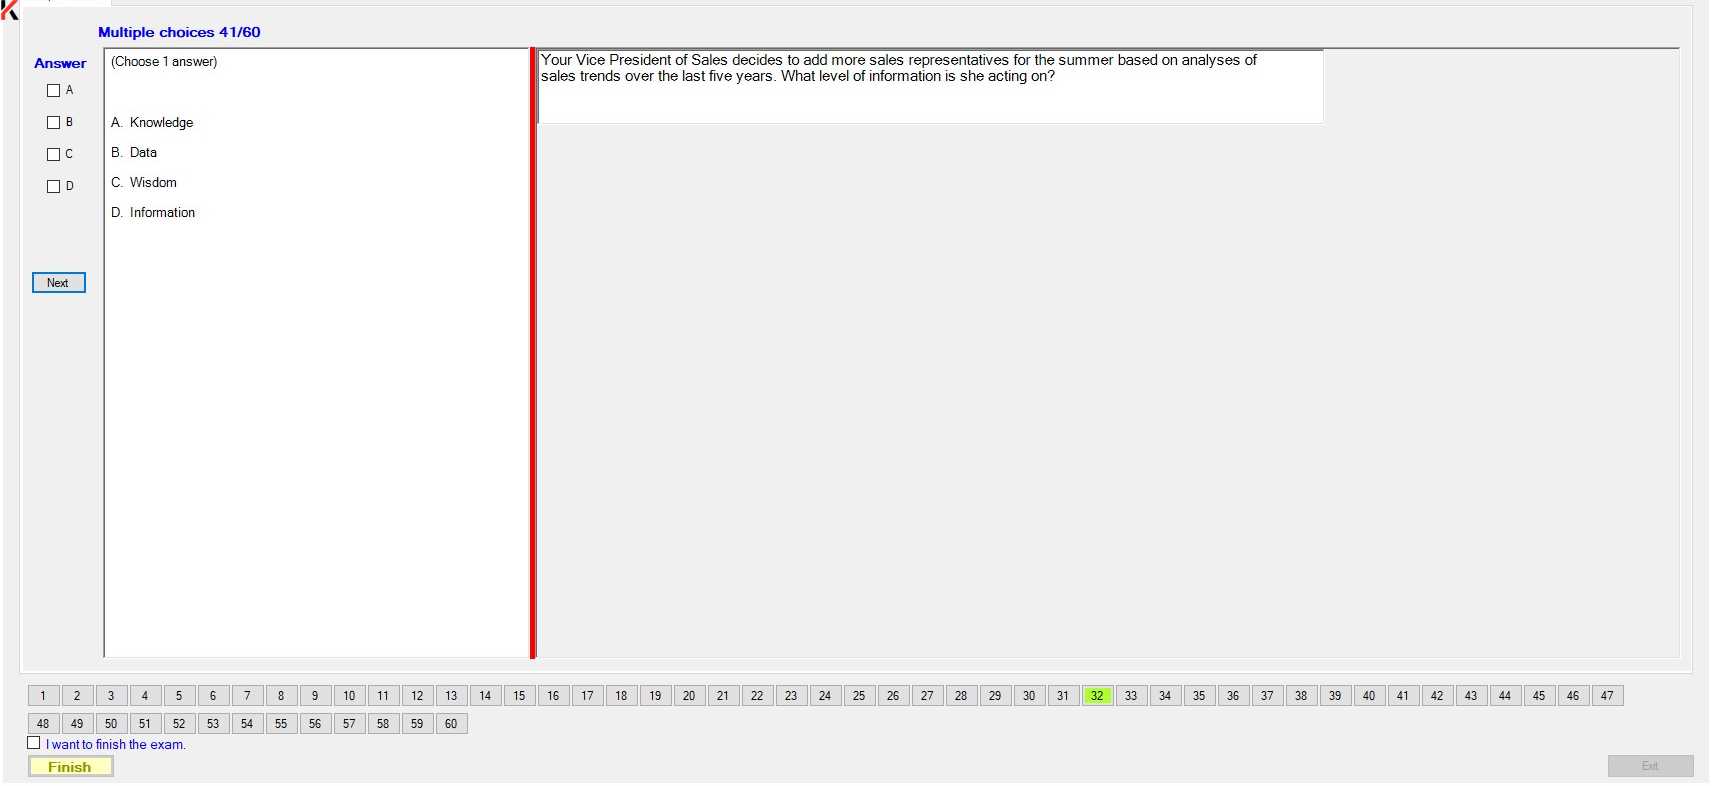 Multiple choices 41/60
Answer
A
B
C
D
Next
(Choose 1 answer)
A. Knowledge
B. Data
C. Wisdom
D. Information
Your Vice President of Sales decides to add more sales representatives for the summer based on analyses of
sales trends over the last five years. What level of information is she acting on?
1 2 3 4 5 6 7 8 9 10 11 12 13 14 15 16 17 18 19 20 21 22 23 24 25 26 27 28 29 30 31 32 33 34 35 36 37 38 39 40 41 42 43 44 45 46 47
48 49 50 51 52 53 54 55 56 57 58 59 60
I want to finish the exam.
Finish
Exit